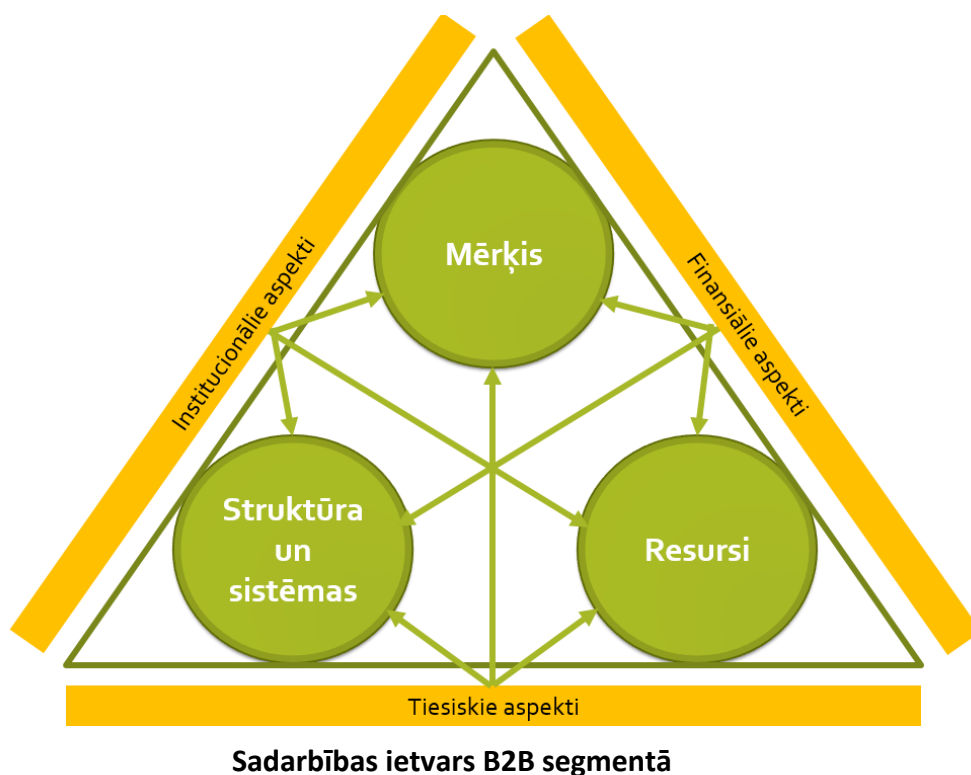 Mērķis
Institucionālie aspekti
Finansiālie aspekti
Struktūra
un
sistēmas
Resursi
Tiesiskie aspekti
Sadarbības ietvars B2B segmentā